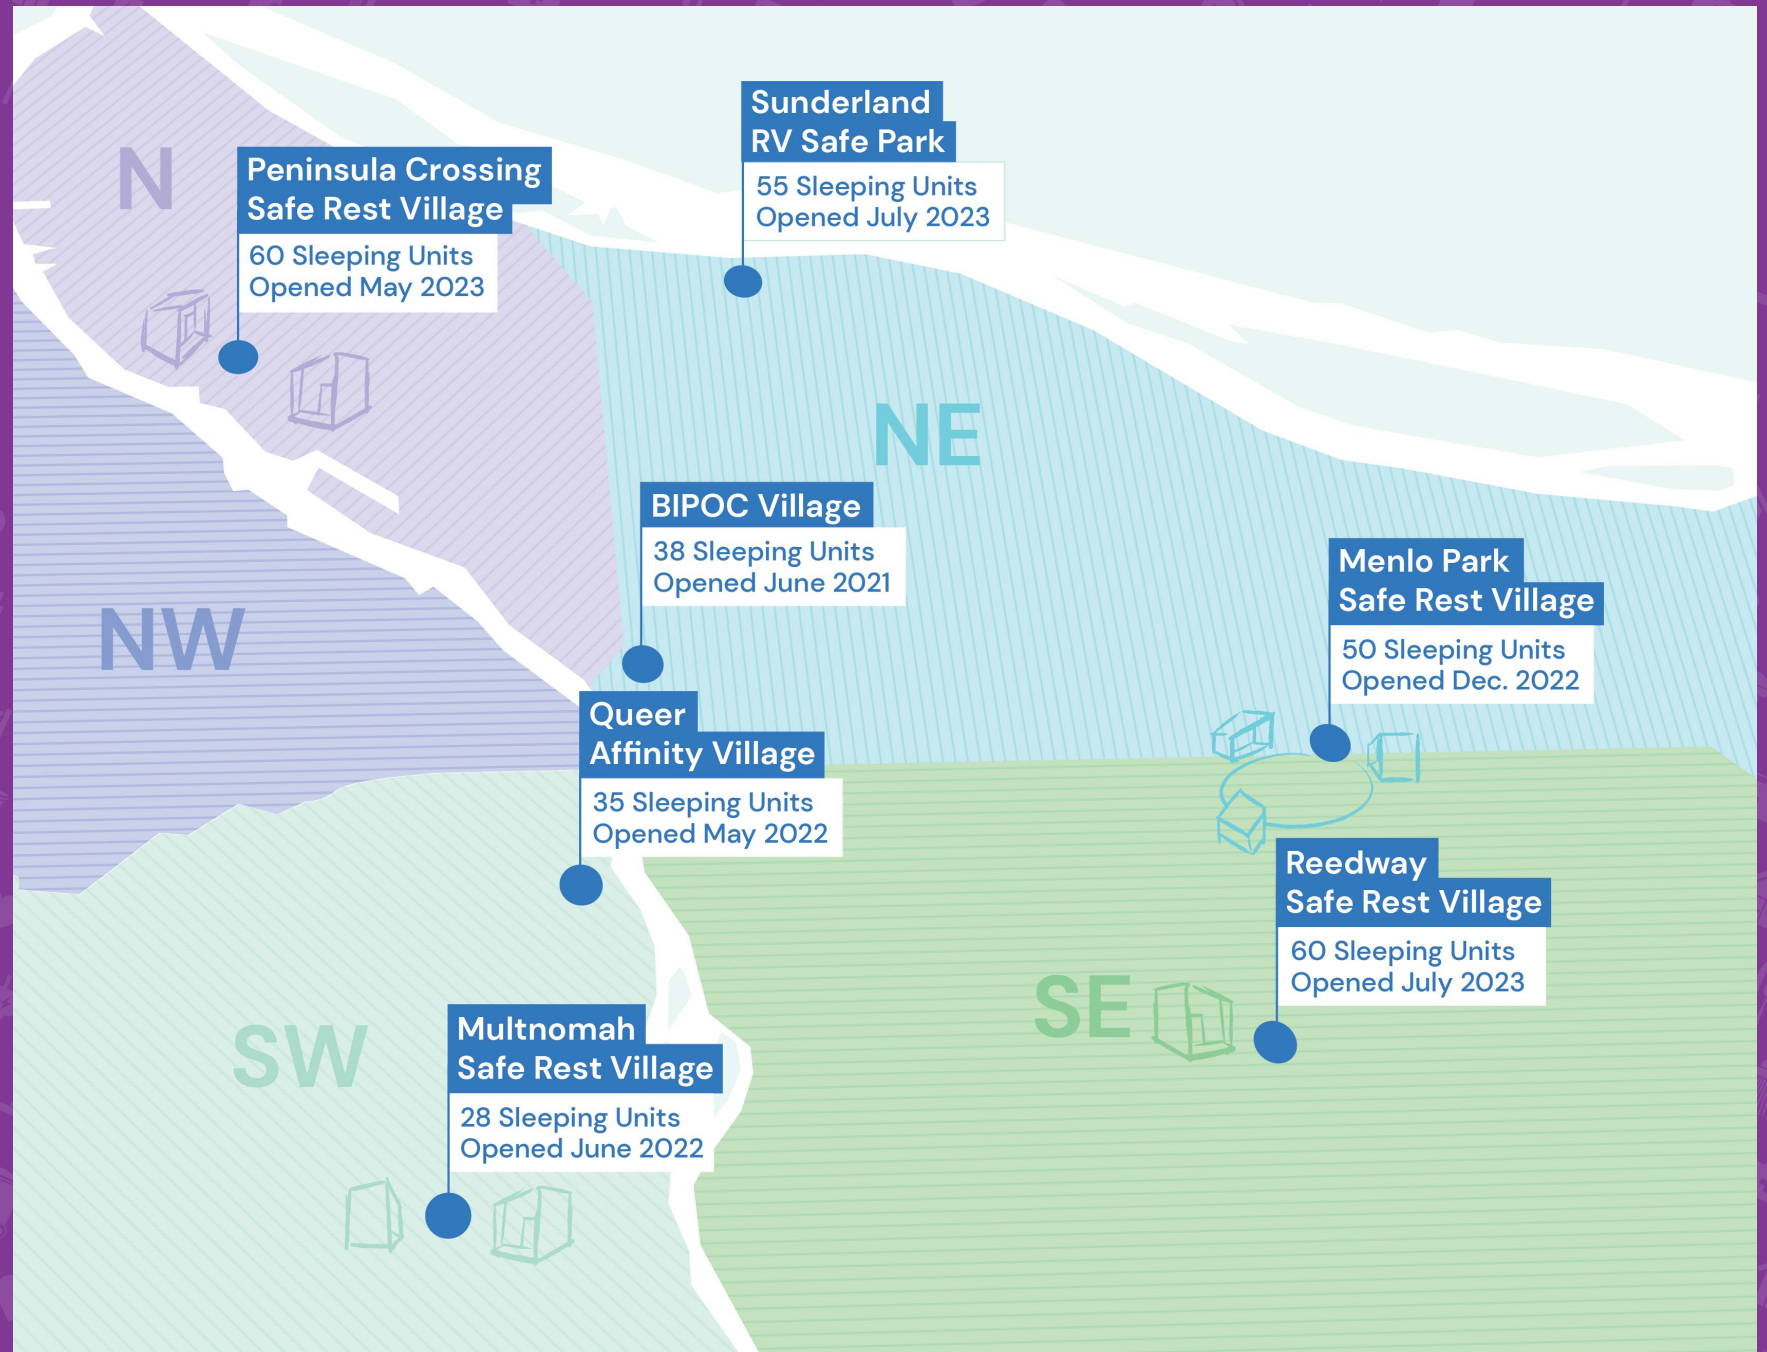 Sunderland
RV Safe Park
55 Sleeping Units
Opened July 2023
N
Peninsula Crossing
Safe Rest Village
60 Sleeping Units
Opened May 2023
NE
BIPOC Village
38 Sleeping Units
Opened June 2021
Menlo Park
Safe Rest Village
50 Sleeping Units
Opened Dec. 2022
NW
Queer
Affinity Village
35 Sleeping Units
Opened May 2022
Reedway
Safe Rest Village
60 Sleeping Units
Opened July 2023
SE
SW
Multnomah
Safe Rest Village
28 Sleeping Units
Opened June 2022